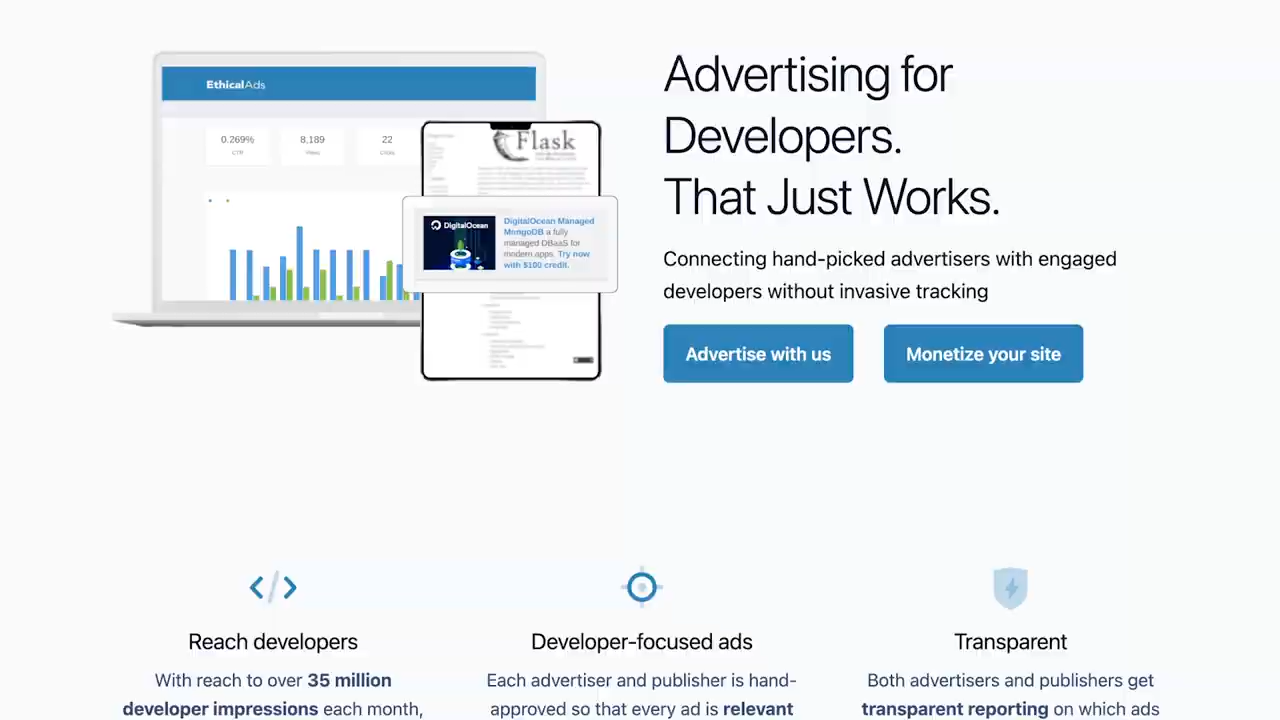 EthicalAds
0.269%
CTR
8,189
Views
22
Clicks
Flask
DigitalOcean
DigitalOcean Managed
MongoDB a fully
managed DBaaS for
modern apps. Try now
with $100 credit.
Advertising for
Developers.
That Just Works.
Connecting hand-picked advertisers with engaged
developers without invasive tracking
Advertise with us
Monetize your site
Reach developers
With reach to over 35 million
developer impressions each month,
Developer-focused ads
Each advertiser and publisher is hand-
approved so that every ad is relevant
Transparent
Both advertisers and publishers get
transparent reporting on which ads